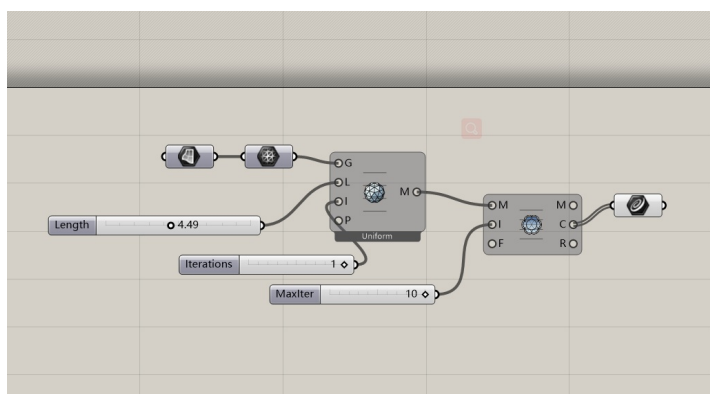 G
L
I
P
M
Uniform
Length 4.49
Iterations 1
MaxIter 10
M
I
F
M
C
R